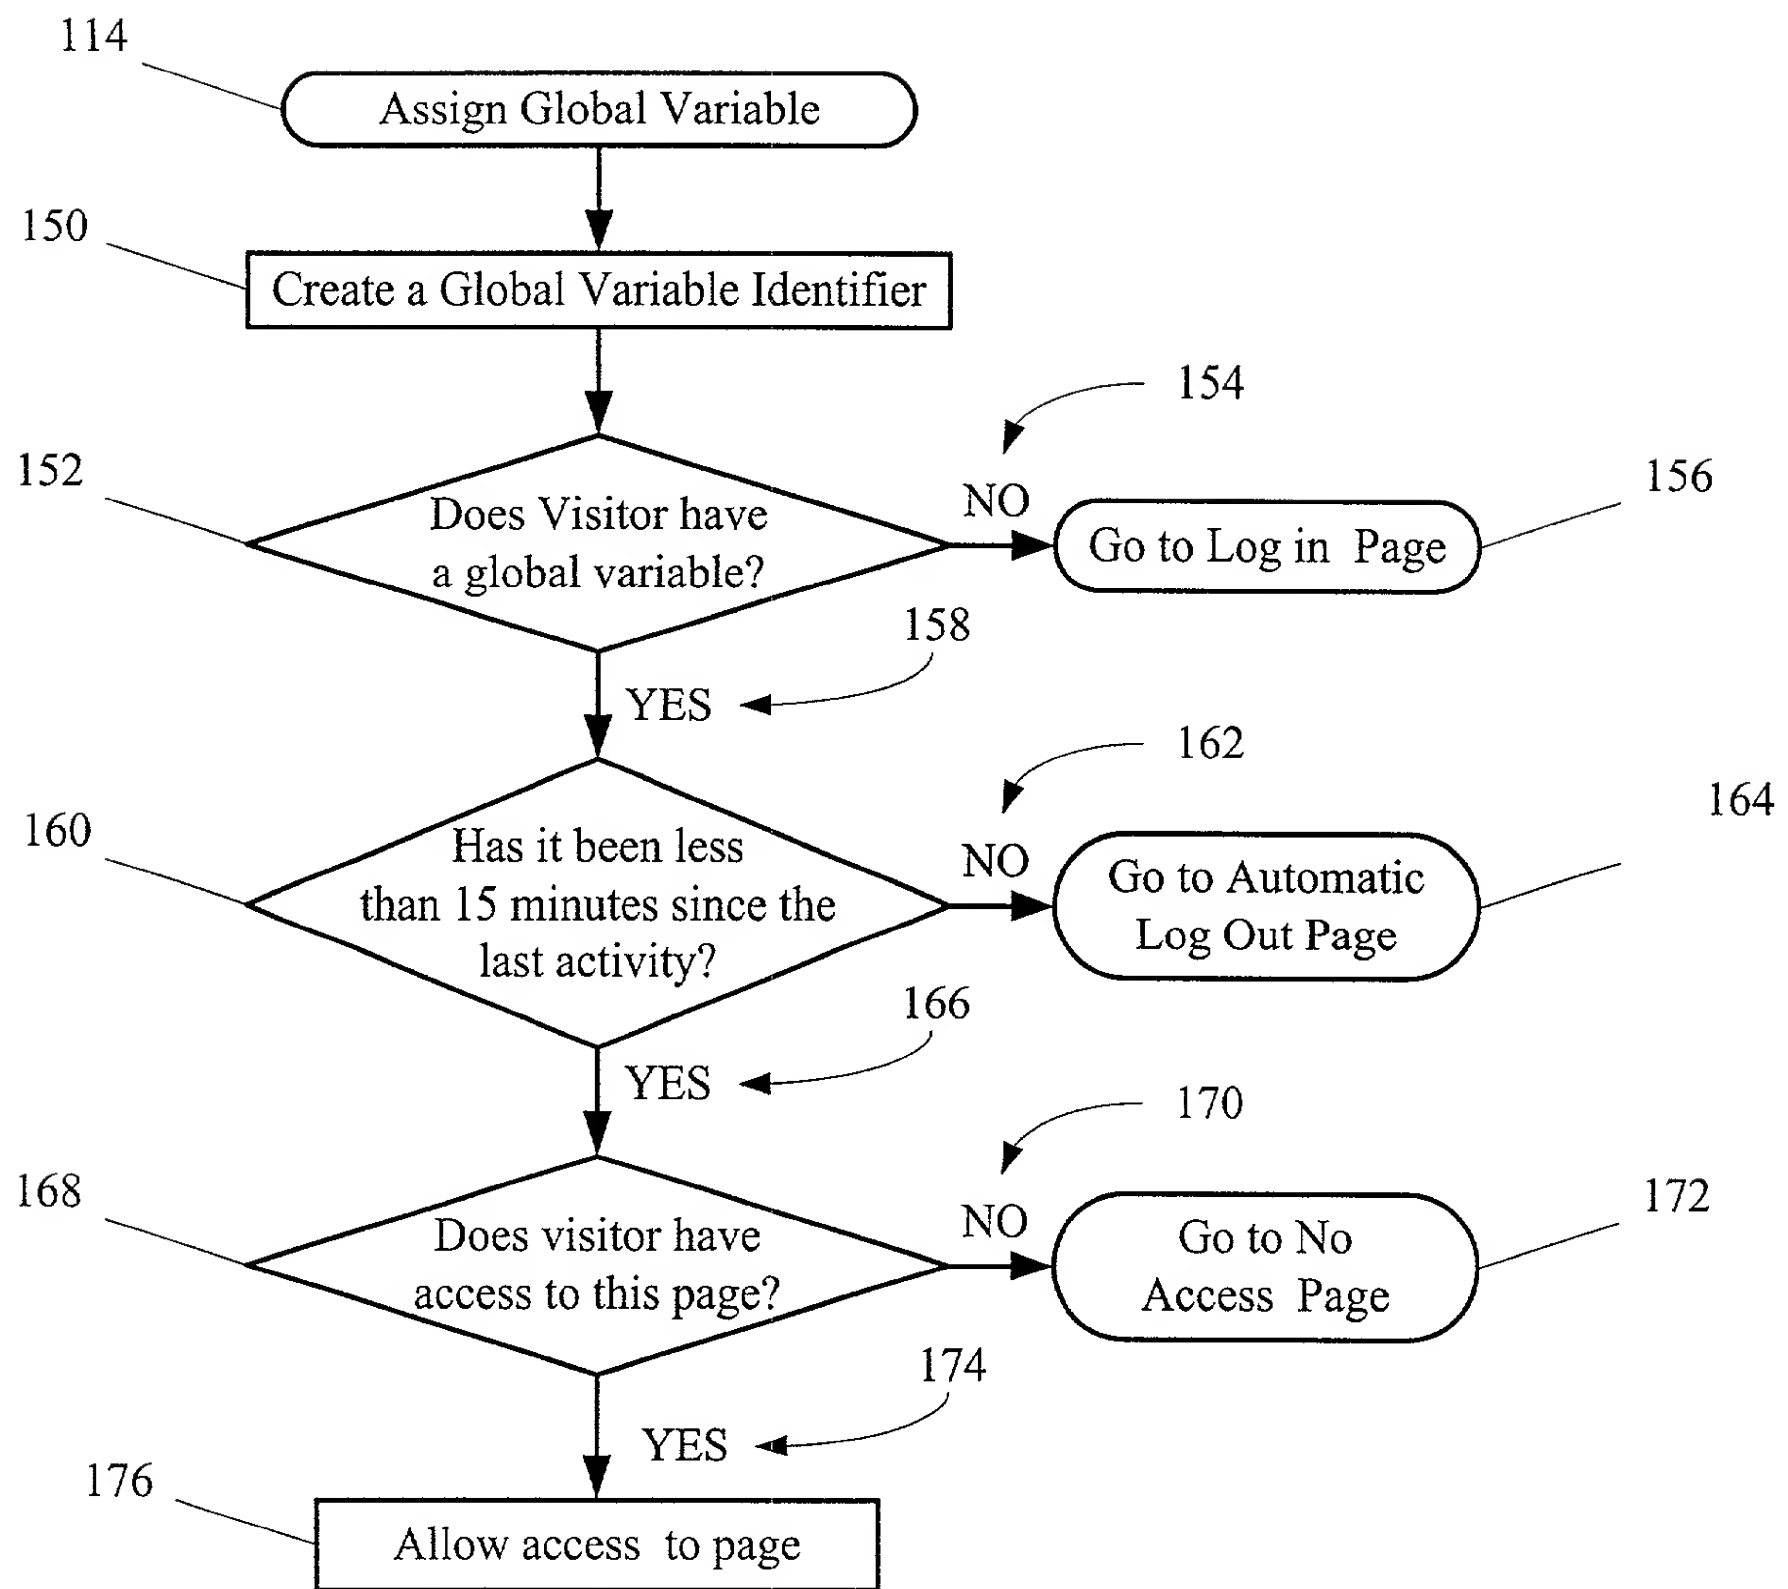 114
Assign Global Variable
150
Create a Global Variable Identifier
154
152
NO
156
Does Visitor have
a global variable?
Go to Log in Page
158
YES
162
164
160
Has it been less
than 15 minutes since the
last activity?
NO
Go to Automatic
Log Out Page
166
YES
170
168
NO
172
Does visitor have
access to this page?
Go to No
Access Page
174
YES
176
Allow access to page